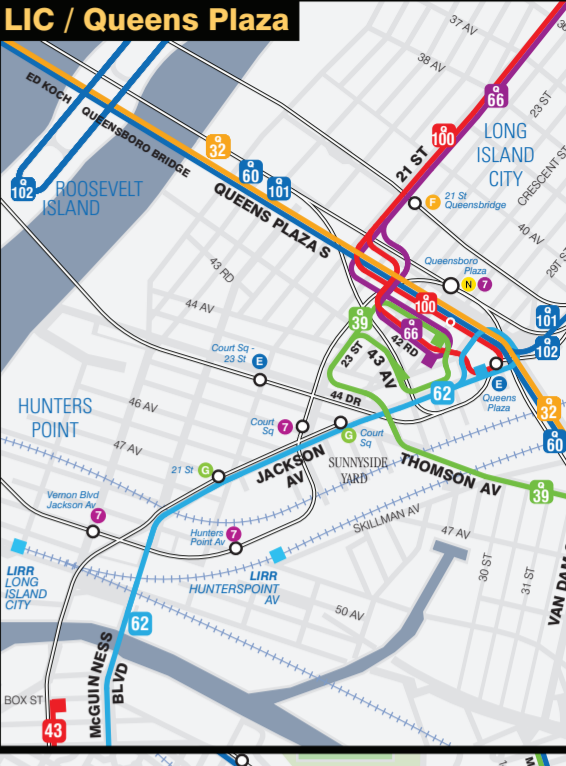 LIC / Queens Plaza
37 AV
38 AV
ED KOCH QUEENSBORO BRIDGE
Q
66
23 ST
Q
100
LONG
ISLAND
CITY
CRESCENT ST
Q
32
Q
60
Q
101
21 ST
Q
102
ROOSEVELT
ISLAND
QUEENS PLAZA S
F
21 St
Queensbridge
40 AV
29T ST
43 RD
Queensboro
Plaza
N
7
44 AV
Q
100
Q
39
Q
66
42 RD
Q
101
Q
102
Court Sq -
23 St
E
23 ST
43 AV
E
Queens
Plaza
Q
62
44 DR
HUNTERS
POINT
46 AV
Q
32
Court
Sq
7
G
Court
Sq
Q
60
47 AV
21 St
G
JACKSON
AV
SUNNYSIDE
YARD
THOMSON AV
Q
39
Vernon Blvd
Jackson Av
7
SKILLMAN AV
47 AV
Hunters
Point Av
7
LIRR
LONG
ISLAND
CITY
LIRR
HUNTERSPOINT
AV
30 ST
31 ST
VAN DAM
50 AV
Q
62
McGUINNESS
BLVD
BOX ST
B
43